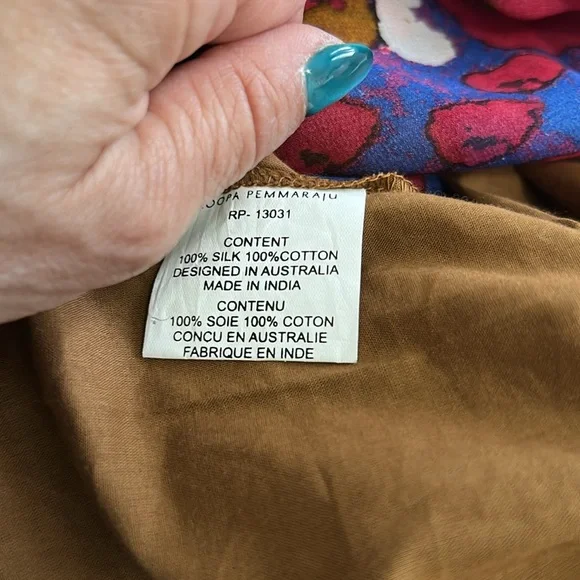 PEMMARAJU
RP- 13031
CONTENT
100% SILK 100%COTTON
DESIGNED IN AUSTRALIA
MADE IN INDIA
CONTENU
100% SOIE 100% COTON
CONCU EN AUSTRALIE
FABRIQUE EN INDE